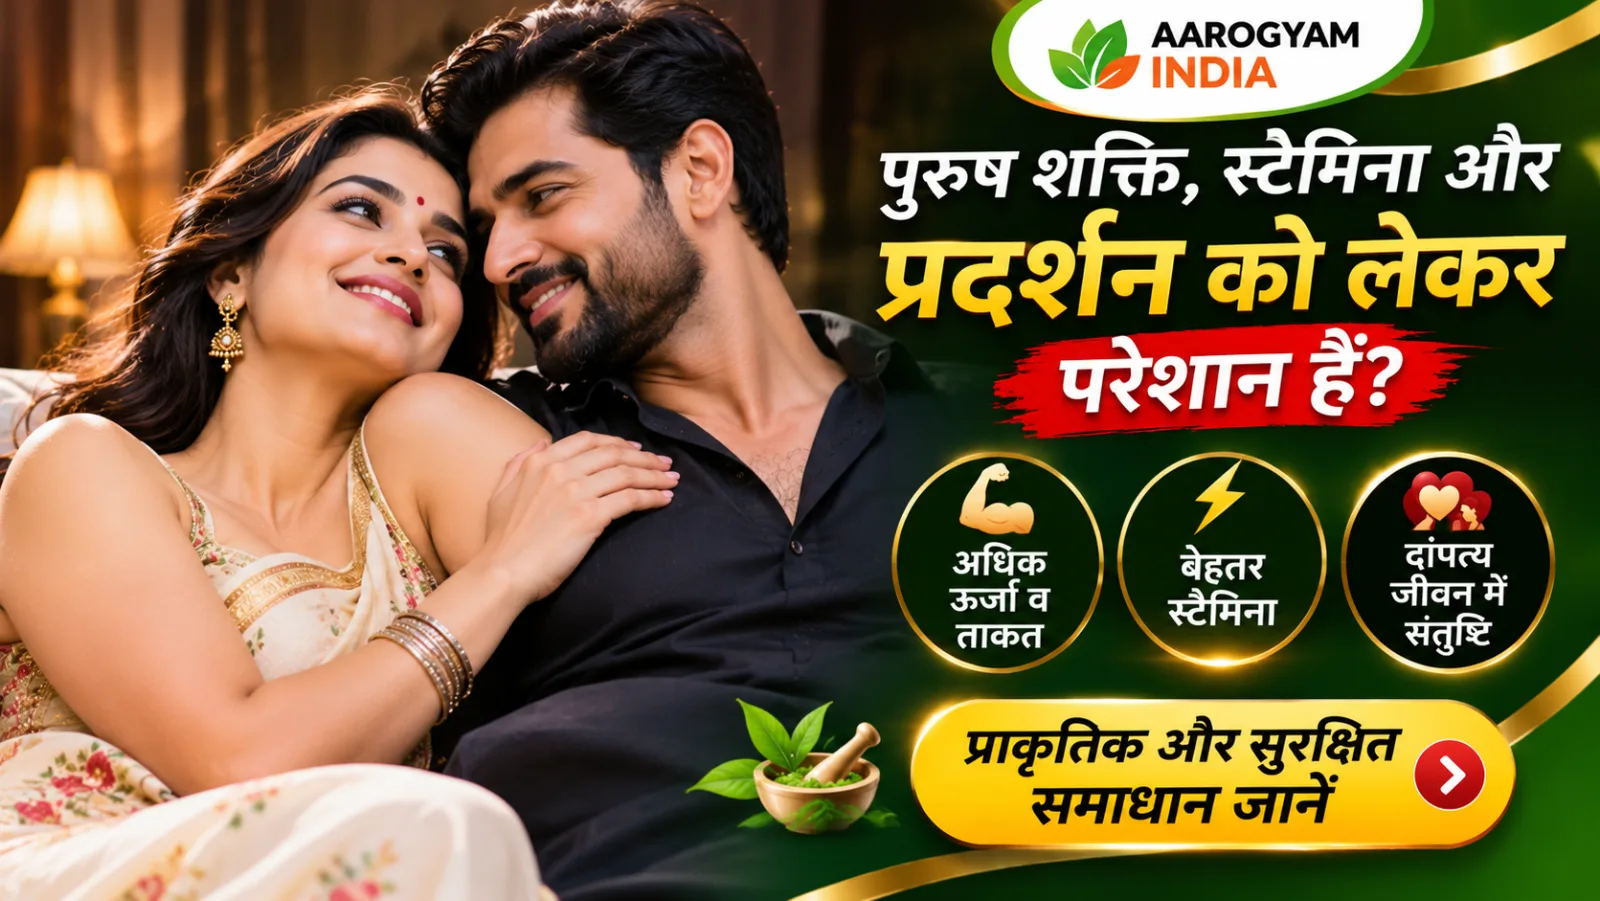 AAROGYAM
INDIA
पुरुष शक्ति, स्टैमिना और
प्रदर्शन को लेकर
परेशान हैं?
अधिक
ऊर्जा व
ताकत
बेहतर
स्टैमिना
दांपत्य
जीवन में
संतुष्टि
प्राकृतिक और सुरक्षित
समाधान जानें